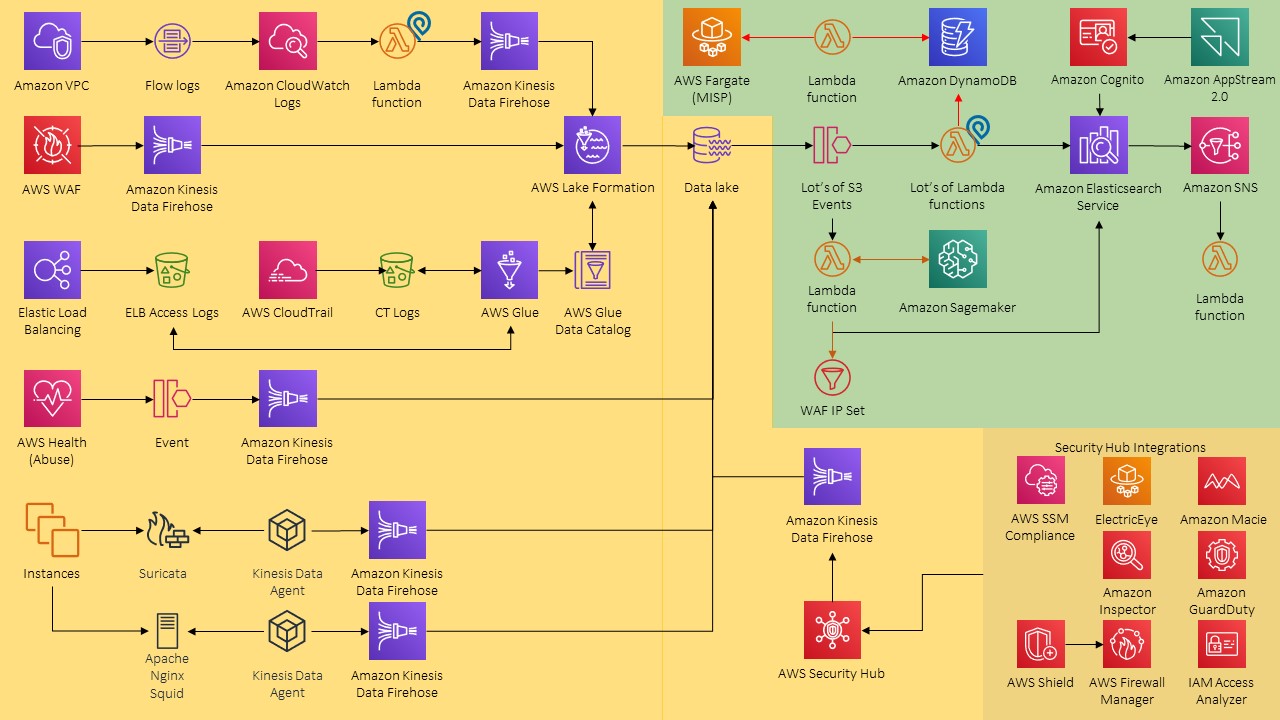 Amazon VPC
Flow logs
Amazon CloudWatch
Logs
Lambda
function
Amazon Kinesis
Data Firehose
AWS Fargate
(MISP)
Lambda
function
Amazon DynamoDB
Amazon Cognito
Amazon AppStream
2.0
AWS WAF
Amazon Kinesis
Data Firehose
AWS Lake Formation
Data lake
Lot's of S3
Events
Lot's of Lambda
functions
Amazon Elasticsearch
Service
Amazon SNS
Elastic Load
Balancing
ELB Access Logs
AWS CloudTrail
CT Logs
AWS Glue
AWS Glue
Data Catalog
Lambda
function
Amazon Sagemaker
Lambda
function
WAF IP Set
AWS Health
(Abuse)
Event
Amazon Kinesis
Data Firehose
Security Hub Integrations
AWS SSM
Compliance
ElectricEye
Amazon Macie
Amazon Kinesis
Data Firehose
Instances
Suricata
Kinesis Data
Agent
Amazon Kinesis
Data Firehose
Amazon
Inspector
Amazon
GuardDuty
Apache
Nginx
Squid
Kinesis Data
Agent
Amazon Kinesis
Data Firehose
AWS Security Hub
AWS Shield
AWS Firewall
Manager
IAM Access
Analyzer